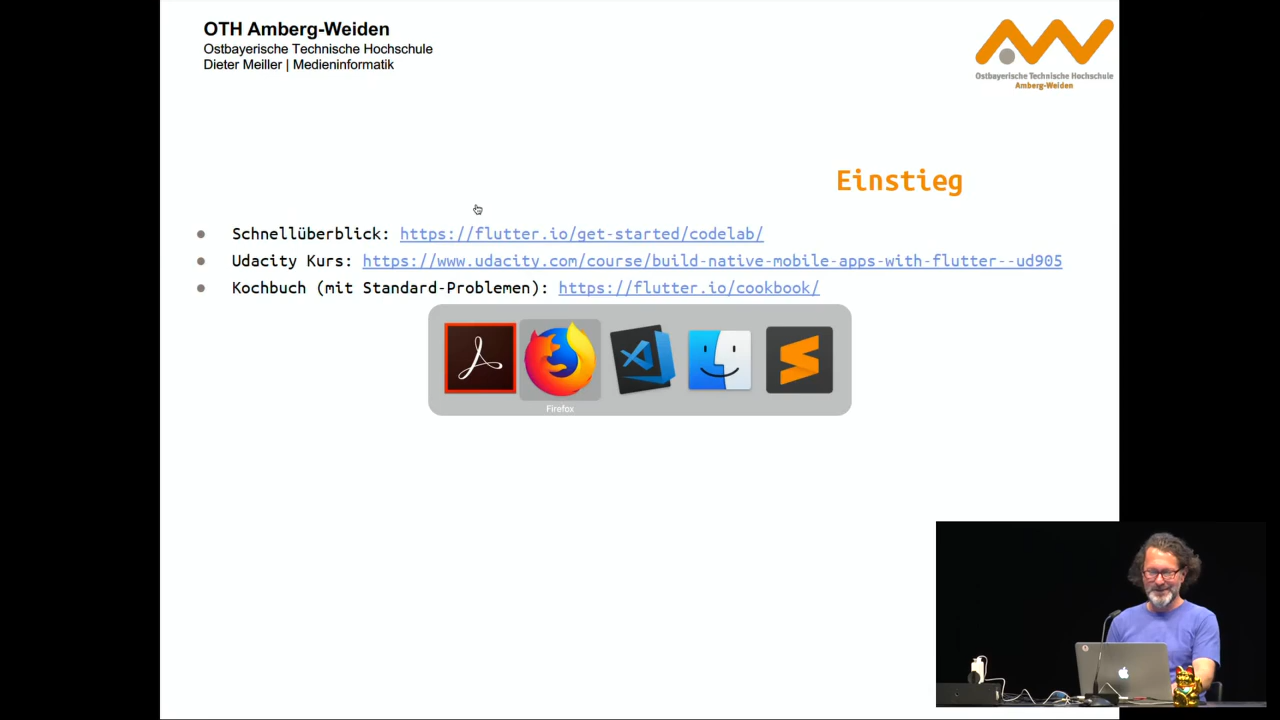 OTH Amberg-Weiden
Ostbayerische Technische Hochschule
Dieter Meiller | Medieninformatik
Ostbayerische Technische Hochschule
Amberg-Weiden
Einstieg
Schnellüberblick: https://flutter.io/get-started/codelab/
Udacity Kurs: https://www.udacity.com/course/build-native-mobile-apps-with-flutter--ud905
Kochbuch (mit Standard-Problemen): https://flutter.io/cookbook/
Firefox